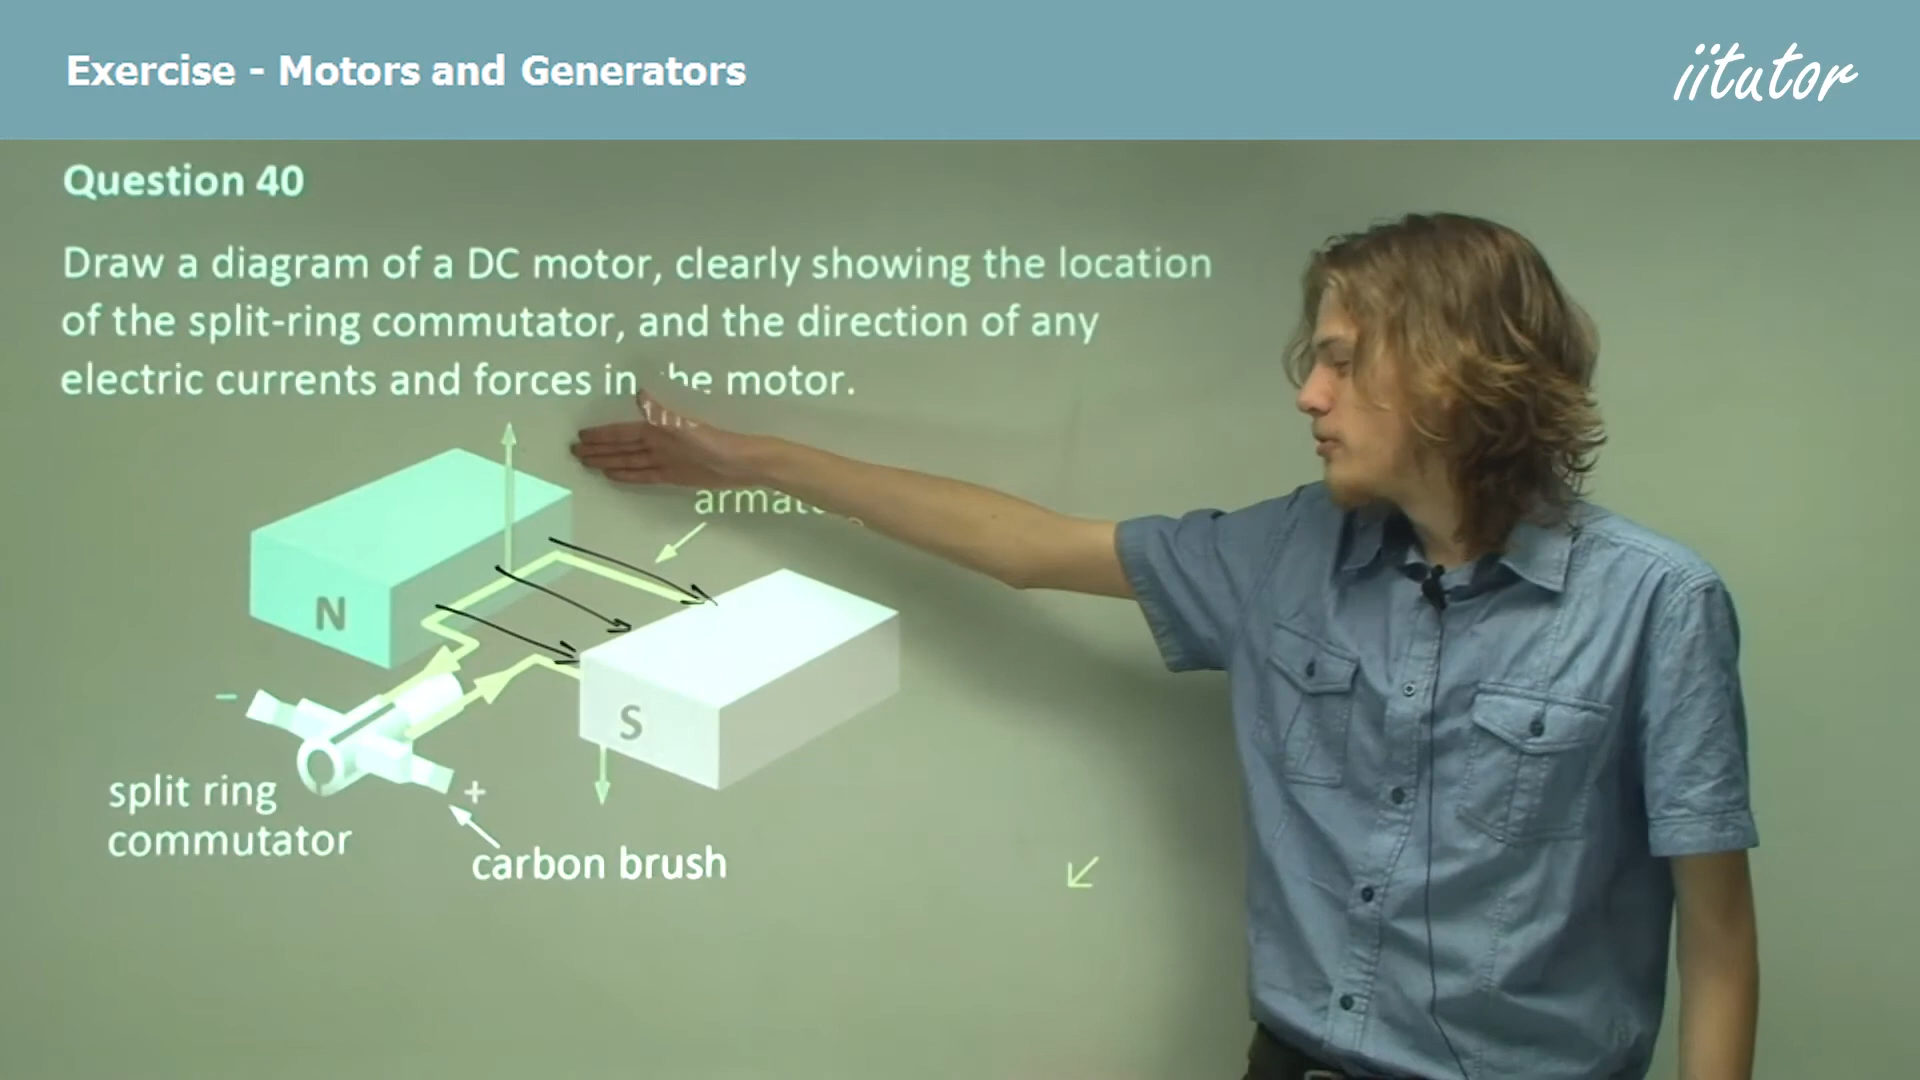 Exercise - Motors and Generators
iitutor
Question 40
Draw a diagram of a DC motor, clearly showing the location
of the split-ring commutator, and the direction of any
electric currents and forces in the motor.
N
S
–
+
split ring
commutator
carbon brush